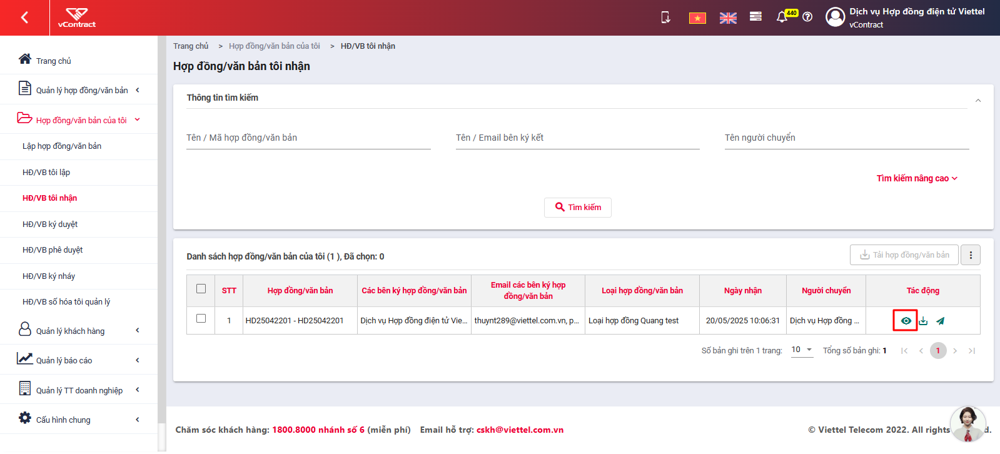 vContract
440
Dịch vụ Hợp đồng điện tử Viettel
vContract
Trang chủ
Quản lý hợp đồng/văn bản
Hợp đồng/văn bản của tôi
Lập hợp đồng/văn bản
HĐ/VB tôi lập
HĐ/VB tôi nhận
HĐ/VB ký duyệt
HĐ/VB phê duyệt
HĐ/VB ký nháy
HĐ/VB số hóa tôi quản lý
Quản lý khách hàng
Quản lý báo cáo
Quản lý TT doanh nghiệp
Cấu hình chung
Trang chủ > Hợp đồng/văn bản của tôi > HĐ/VB tôi nhận
Hợp đồng/văn bản tôi nhận
Thông tin tìm kiếm
Tên / Mã hợp đồng/văn bản Tên / Email bên ký kết Tên người chuyển
Tìm kiếm nâng cao
Tìm kiếm
Danh sách hợp đồng/văn bản của tôi (1 ), Đã chọn: 0
Tải hợp đồng/văn bản
STT Hợp đồng/văn bản Các bên ký hợp đồng/văn bản Email các bên ký hợp đồng/văn bản Loại hợp đồng/văn bản Ngày nhận Người chuyển Tác động
1 HD25042201 - HD25042201 Dịch vụ Hợp đồng điện tử Vie... thuynt289@viettel.com.vn, p... Loại hợp đồng Quang test 20/05/2025 10:06:31 Dịch vụ Hợp đồng ...
Số bản ghi trên 1 trang: 10 Tổng số bản ghi: 1 1
Chăm sóc khách hàng: 1800.8000 nhánh số 6 (miễn phí) Email hỗ trợ: cskh@viettel.com.vn
© Viettel Telecom 2022. All rights d.